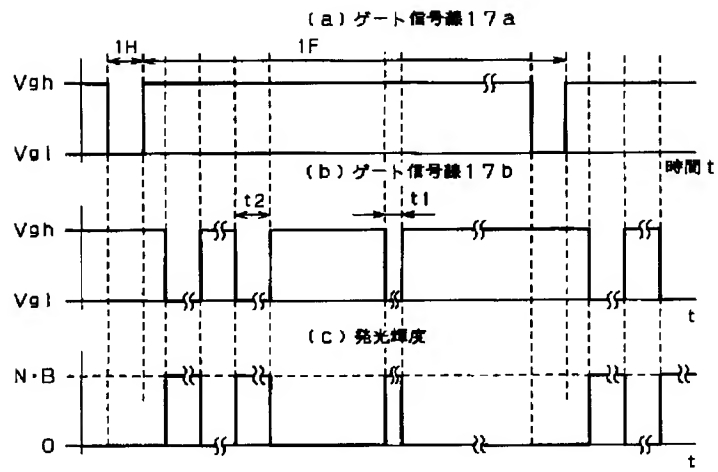 (a)ゲート信号線17a
1H
1F
Vgh
Vgl
時間t
(b)ゲート信号線17b
t2
t1
Vgh
Vgl
t
(c)発光輝度
N・B
0
t